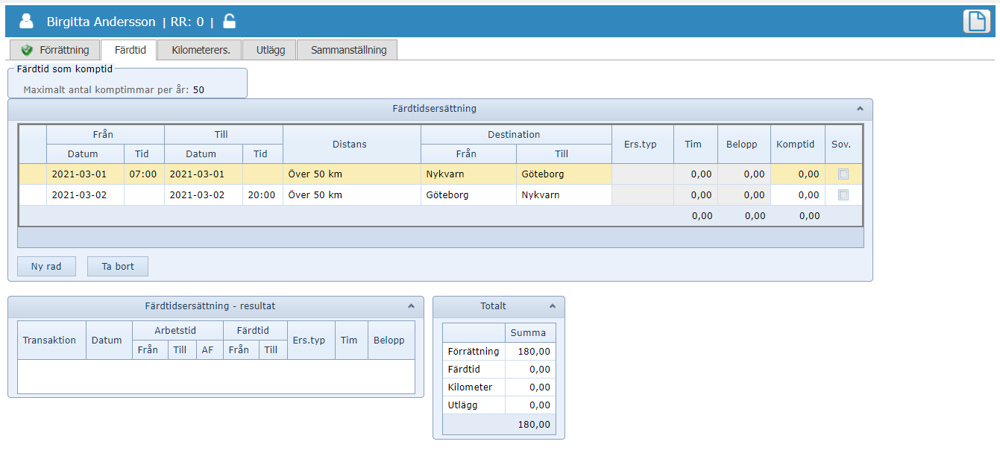 Birgitta Andersson | RR: 0 |
Förrättning Färdtid Kilometerers. Utlägg Sammanställning
Färdtid som komptid
Maximalt antal komptimmar per år: 50
Färdtidsersättning
Från Till Distans Destination Ers.typ Tim Belopp Komptid Sov.
Datum Tid Datum Tid Från Till
2021-03-01 07:00 2021-03-01 Över 50 km Nykvarn Göteborg 0,00 0,00 0,00
2021-03-02 2021-03-02 20:00 Över 50 km Göteborg Nykvarn 0,00 0,00 0,00
0,00 0,00 0,00
Ny rad Ta bort
Färdtidsersättning - resultat
Transaktion Datum Arbetstid Färdtid Ers.typ Tim Belopp
Från Till AF Från Till
Totalt
Summa
Förrättning 180,00
Färdtid 0,00
Kilometer 0,00
Utlägg 0,00
180,00